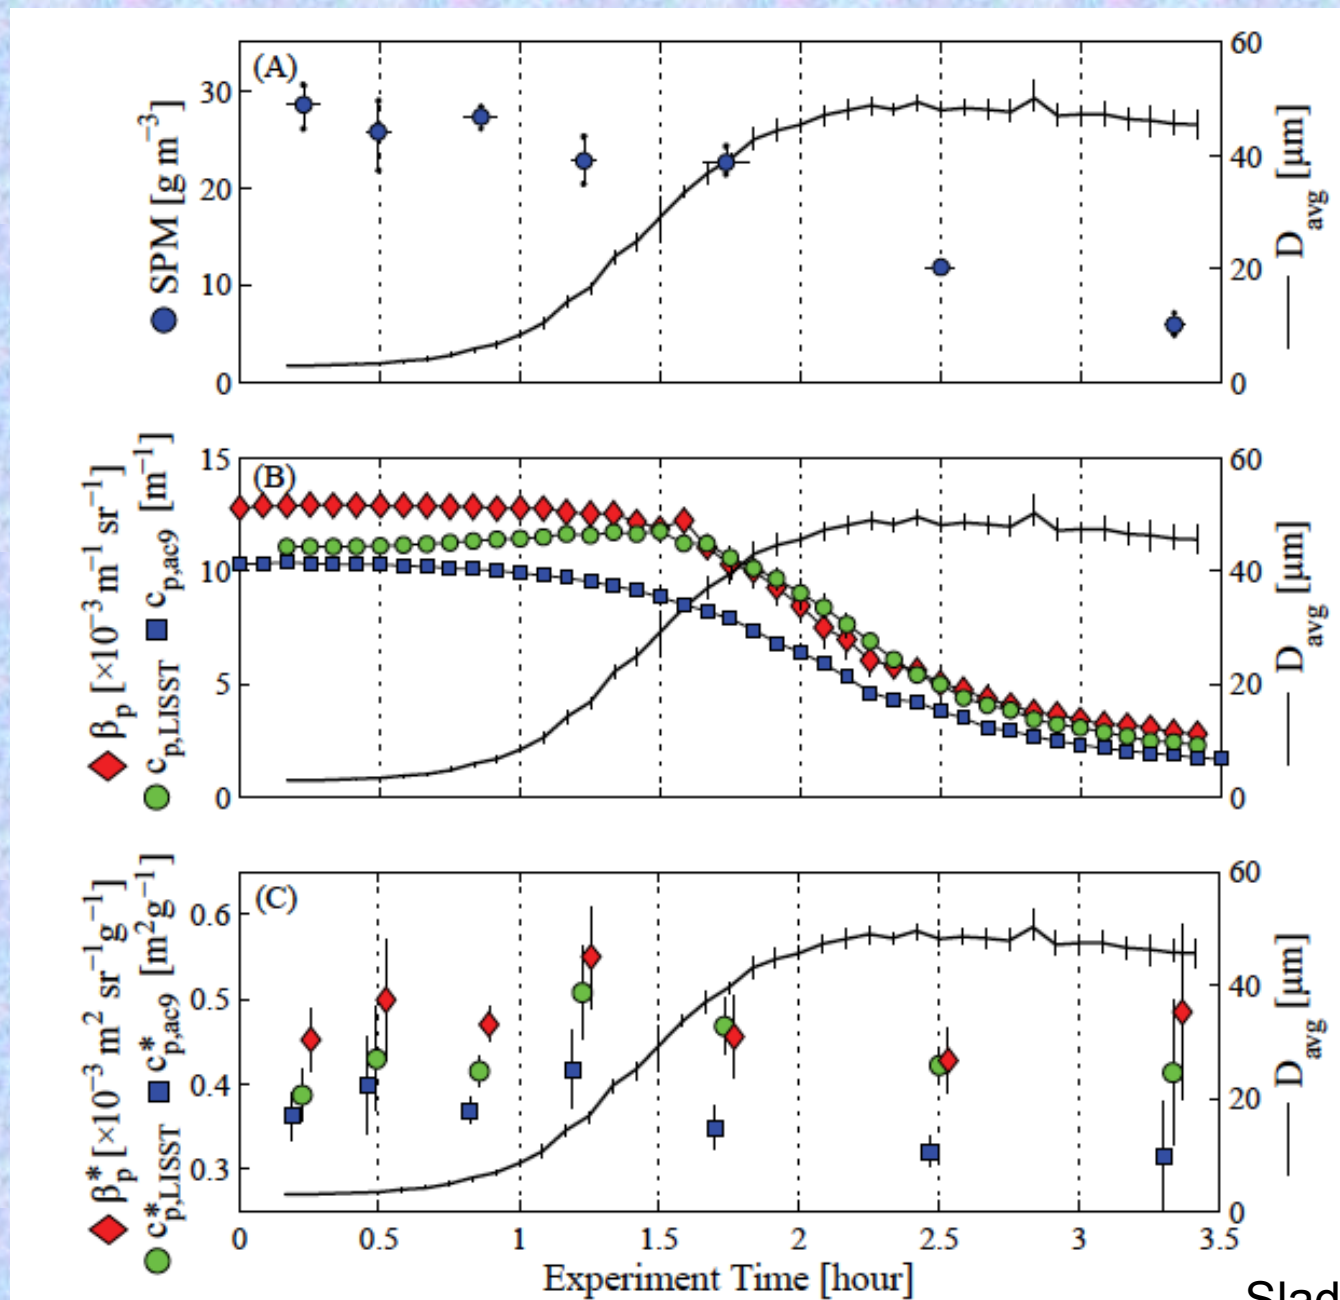 (A)
SPM [g m⁻³]
30
20
10
0
60
40
20
0
D_avg [μm]
(B)
β_p [×10⁻³ m⁻¹ sr⁻¹]
c_p,LISST c_p,ac9 [m⁻¹]
15
10
5
0
60
40
20
0
D_avg [μm]
(C)
β*_p [×10⁻³ m² sr⁻¹g⁻¹]
c*_p,LISST c*_p,ac9 [m²g⁻¹]
0.6
0.5
0.4
0.3
60
40
20
0
D_avg [μm]
0 0.5 1 1.5 2 2.5 3 3.5
Experiment Time [hour]